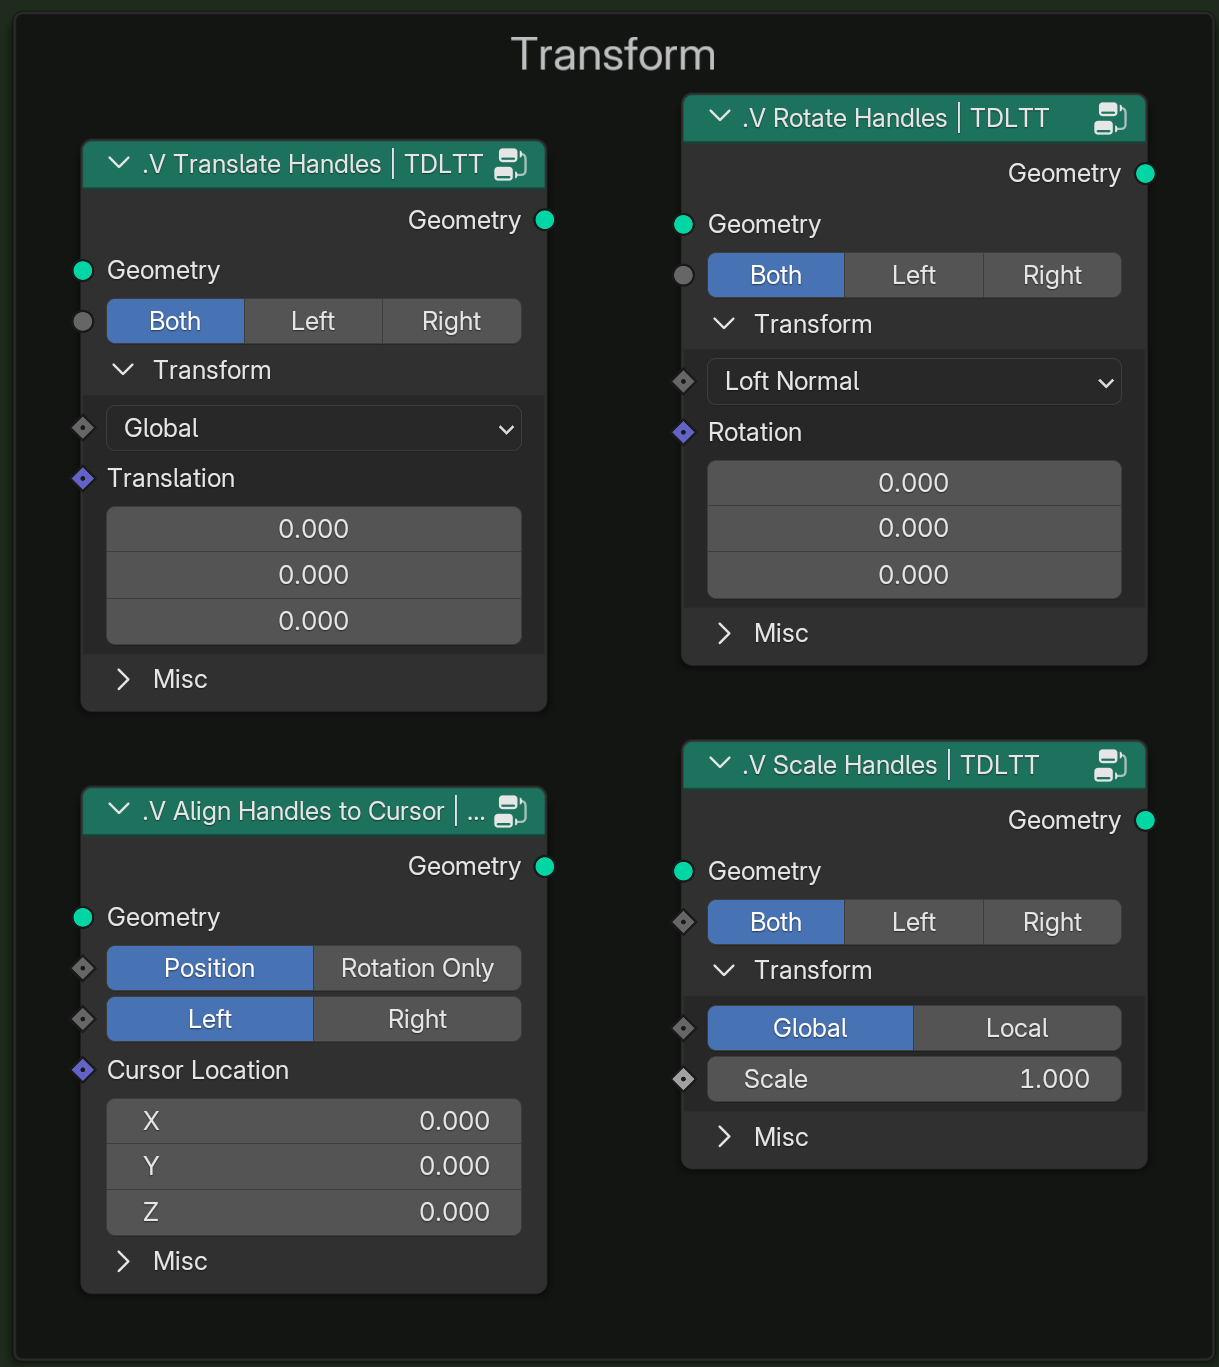 Transform
.V Translate Handles | TDLTT
Geometry
Geometry
Both Left Right
Transform
Global
Translation
0.000
0.000
0.000
Misc
.V Rotate Handles | TDLTT
Geometry
Geometry
Both Left Right
Transform
Loft Normal
Rotation
0.000
0.000
0.000
Misc
.V Align Handles to Cursor | ...
Geometry
Geometry
Position Rotation Only
Left Right
Cursor Location
X 0.000
Y 0.000
Z 0.000
Misc
.V Scale Handles | TDLTT
Geometry
Geometry
Both Left Right
Transform
Global Local
Scale 1.000
Misc